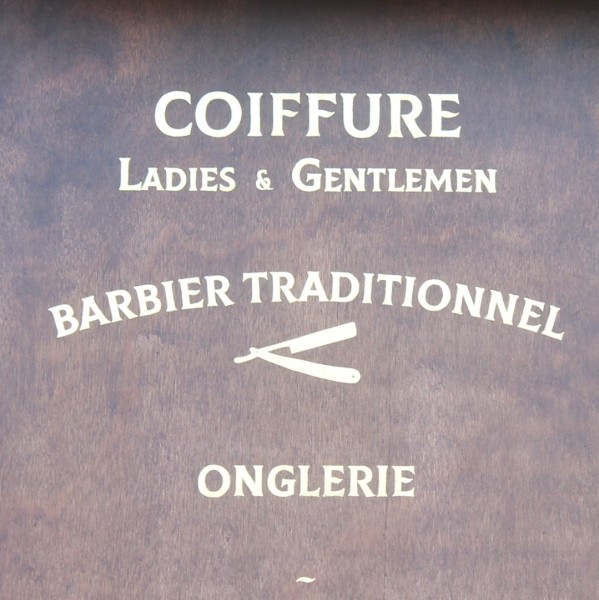 COIFFURE
LADIES & GENTLEMEN
BARBIER TRADITIONNEL
ONGLERIE
~